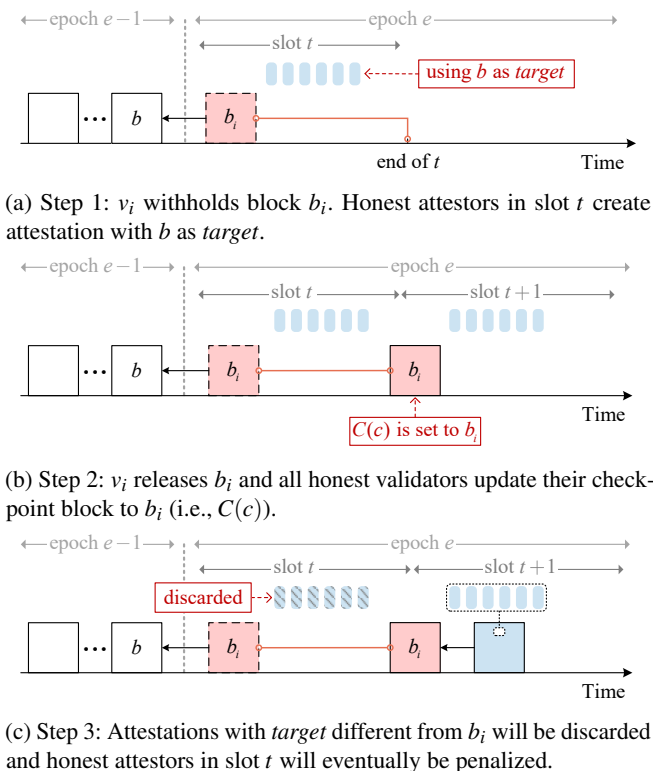 epoch e−1
epoch e
slot t
using b as target
... b
b_i
end of t
Time
(a) Step 1: v_i withholds block b_i. Honest attestors in slot t create
attestation with b as target.
epoch e−1
epoch e
slot t
slot t+1
... b
b_i
b_i
Time
C(c) is set to b_i
(b) Step 2: v_i releases b_i and all honest validators update their check-
point block to b_i (i.e., C(c)).
epoch e−1
epoch e
slot t
slot t+1
discarded
... b
b_i
b_i
Time
(c) Step 3: Attestations with target different from b_i will be discarded
and honest attestors in slot t will eventually be penalized.